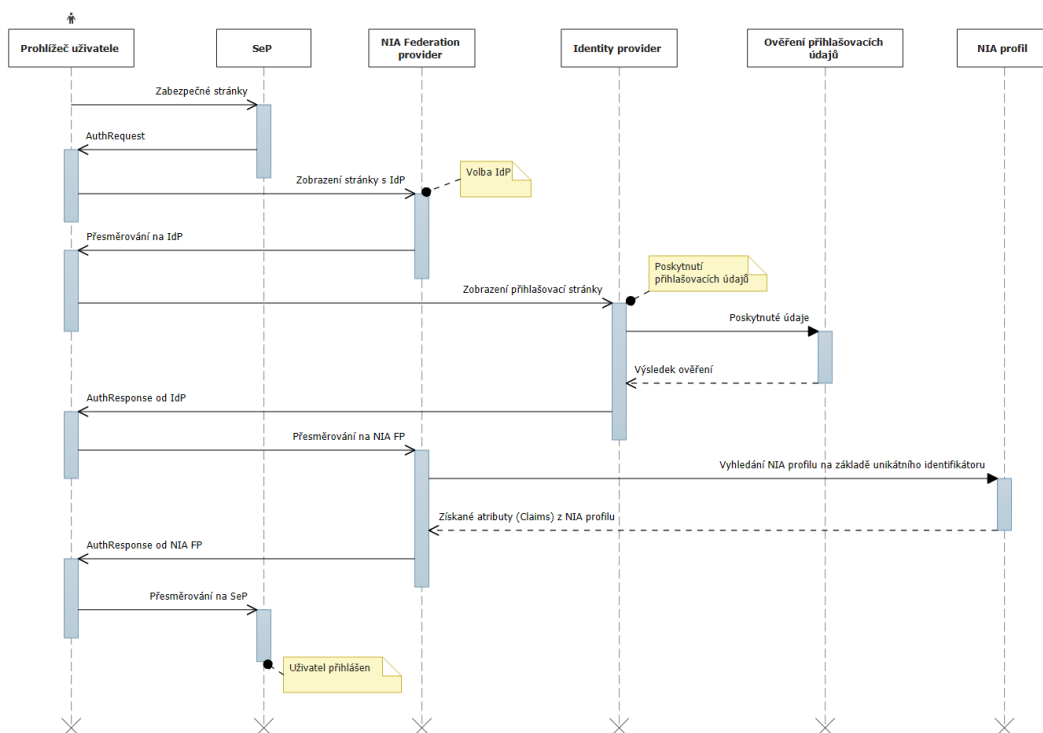 Prohlížeč uživatele
SeP
NIA Federation
provider
Identity provider
Ověření přihlašovacích
údajů
NIA profil
Zabezpečné stránky
AuthRequest
Volba IdP
Zobrazení stránky s IdP
Přesměrování na IdP
Poskytnutí
přihlašovacích údajů
Zobrazení přihlašovací stránky
Poskytnuté údaje
Výsledek ověření
AuthResponse od IdP
Přesměrování na NIA FP
Vyhledání NIA profilu na základě unikátního identifikátoru
Získané atributy (Claims) z NIA profilu
AuthResponse od NIA FP
Přesměrování na SeP
Uživatel přihlášen